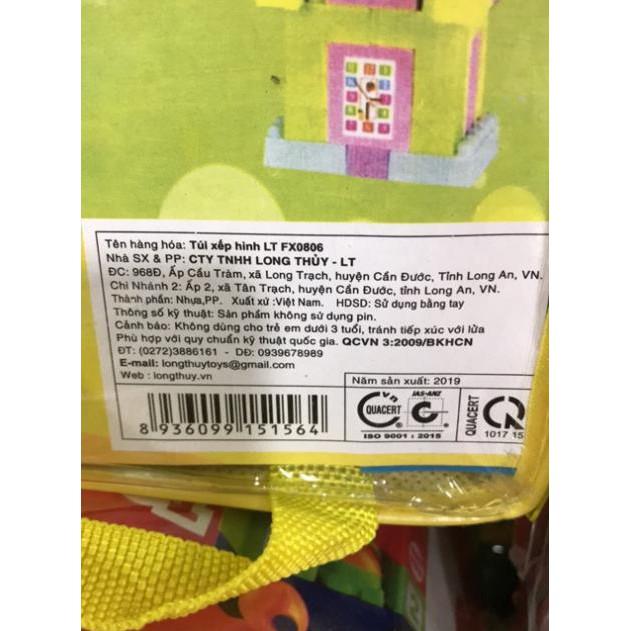 Tên hàng hóa: Túi xếp hình LT FX0806
Nhà SX & PP: CTY TNHH LONG THỦY - LT
ĐC: 968Đ, Ấp Cầu Tràm, xã Long Trạch, huyện Cần Đước, Tỉnh Long An, VN.
Chi Nhánh 2: Ấp 2, xã Tân Trạch, huyện Cần Đước, tỉnh Long An, VN.
Thành phần: Nhựa,PP. Xuất xứ :Việt Nam. HDSD: Sử dụng bằng tay
Thông số kỹ thuật: Sản phẩm không sử dụng pin.
Cảnh báo: Không dùng cho trẻ em dưới 3 tuổi, tránh tiếp xúc với lửa
Phù hợp với quy chuẩn kỹ thuật quốc gia. QCVN 3:2009/BKHCN
ĐT: (0272)3886161 - DĐ: 0939678989
E-mail: longthuytoys@gmail.com
Web : longthuy.vn
Năm sản xuất: 2019
8 936099 151564
QUACERT
JAS-ANZ
ISO 9001 : 2015
QUACERT
1017 15